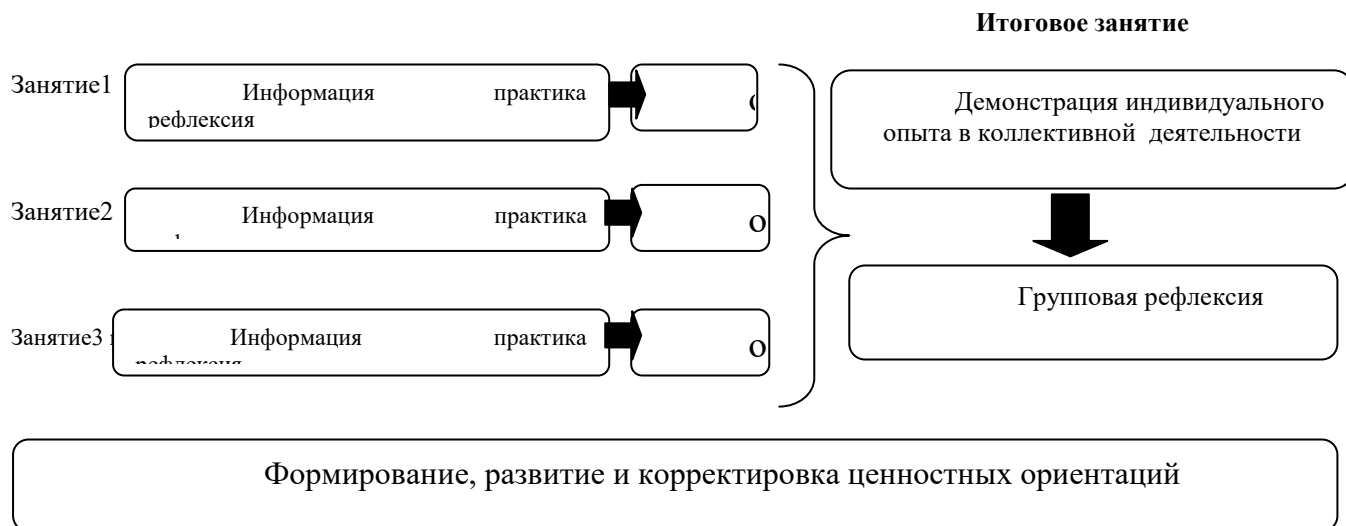 Итоговое занятие
Занятие1
Информация практика
рефлексия
Демонстрация индивидуального
опыта в коллективной деятельности
Занятие2
Информация практика
о
Занятие3
Информация практика
рефлексия
о
Групповая рефлексия
Формирование, развитие и корректировка ценностных ориентаций